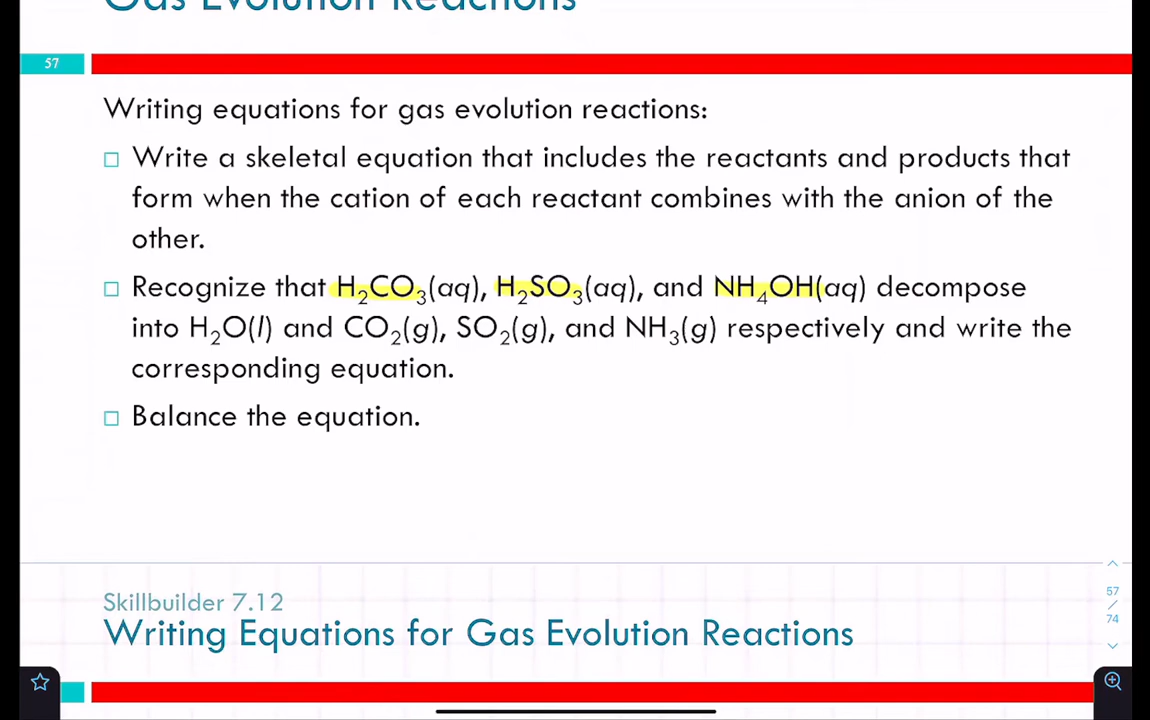 Gas Evolution Reactions
57
Writing equations for gas evolution reactions:
□ Write a skeletal equation that includes the reactants and products that
form when the cation of each reactant combines with the anion of the
other.
□ Recognize that H₂CO₃(aq), H₂SO₃(aq), and NH₄OH(aq) decompose
into H₂O(l) and CO₂(g), SO₂(g), and NH₃(g) respectively and write the
corresponding equation.
□ Balance the equation.
Skillbuilder 7.12
Writing Equations for Gas Evolution Reactions
57
/
74